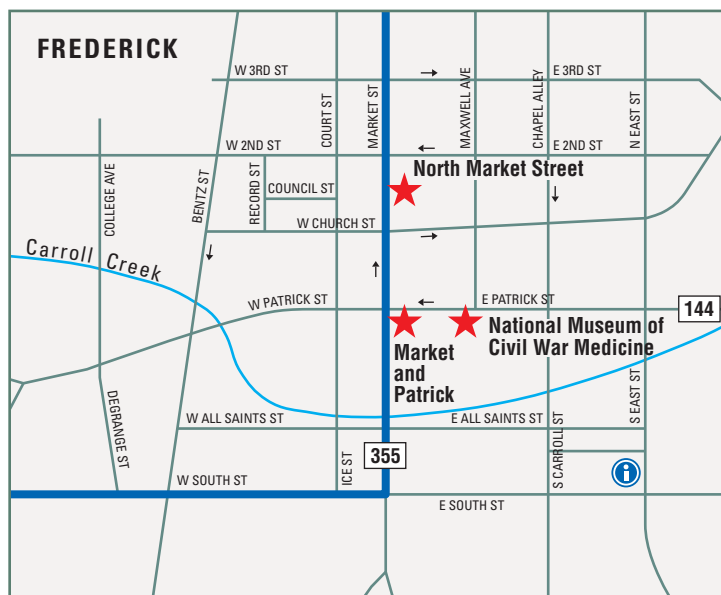 FREDERICK
W 3RD ST
E 3RD ST
COURT ST
MARKET ST
MAXWELL AVE
CHAPEL ALLEY
N EAST ST
W 2ND ST
E 2ND ST
North Market Street
COLLEGE AVE
BENTZ ST
RECORD ST
COUNCIL ST
W CHURCH ST
Carroll Creek
W PATRICK ST
E PATRICK ST
144
National Museum of
Civil War Medicine
Market
and
Patrick
DEGRANGE ST
W ALL SAINTS ST
E ALL SAINTS ST
S EAST ST
355
ICE ST
S CARROLL ST
i
W SOUTH ST
E SOUTH ST